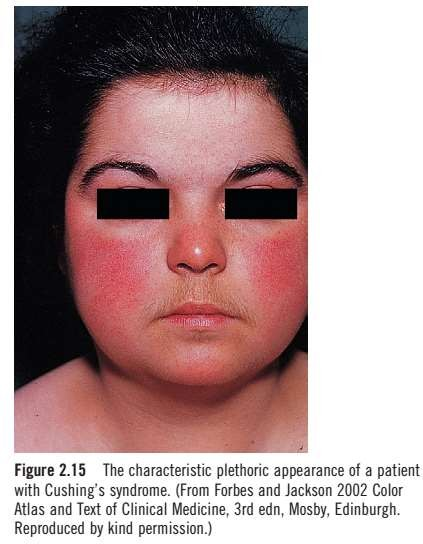 Figure 2.15 The characteristic plethoric appearance of a patient
with Cushing's syndrome. (From Forbes and Jackson 2002 Color
Atlas and Text of Clinical Medicine, 3rd edn, Mosby, Edinburgh.
Reproduced by kind permission.)